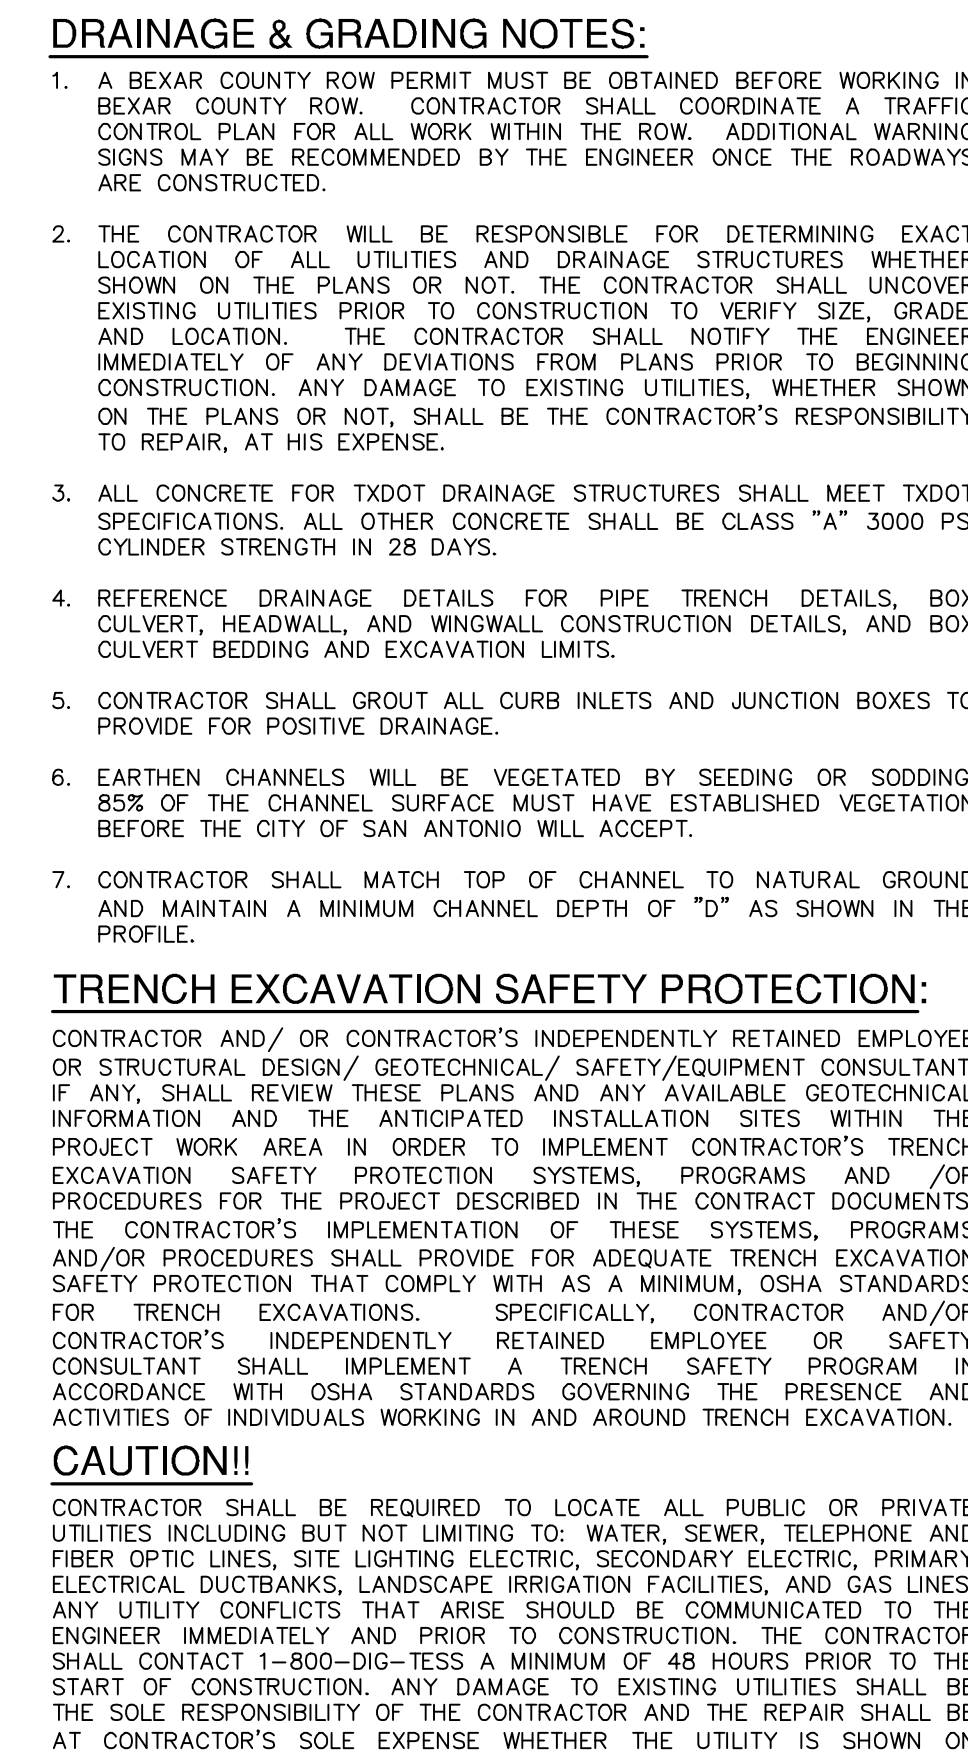 DRAINAGE & GRADING NOTES:
1. A BEXAR COUNTY ROW PERMIT MUST BE OBTAINED BEFORE WORKING IN
BEXAR COUNTY ROW. CONTRACTOR SHALL COORDINATE A TRAFFIC
CONTROL PLAN FOR ALL WORK WITHIN THE ROW. ADDITIONAL WARNING
SIGNS MAY BE RECOMMENDED BY THE ENGINEER ONCE THE ROADWAYS
ARE CONSTRUCTED.
2. THE CONTRACTOR WILL BE RESPONSIBLE FOR DETERMINING EXACT
LOCATION OF ALL UTILITIES AND DRAINAGE STRUCTURES WHETHER
SHOWN ON THE PLANS OR NOT. THE CONTRACTOR SHALL UNCOVER
EXISTING UTILITIES PRIOR TO CONSTRUCTION TO VERIFY SIZE, GRADE
AND LOCATION. THE CONTRACTOR SHALL NOTIFY THE ENGINEER
IMMEDIATELY OF ANY DEVIATIONS FROM PLANS PRIOR TO BEGINNING
CONSTRUCTION. ANY DAMAGE TO EXISTING UTILITIES, WHETHER SHOWN
ON THE PLANS OR NOT, SHALL BE THE CONTRACTOR'S RESPONSIBILITY
TO REPAIR, AT HIS EXPENSE.
3. ALL CONCRETE FOR TXDOT DRAINAGE STRUCTURES SHALL MEET TXDOT
SPECIFICATIONS. ALL OTHER CONCRETE SHALL BE CLASS "A" 3000 PSI
CYLINDER STRENGTH IN 28 DAYS.
4. REFERENCE DRAINAGE DETAILS FOR PIPE TRENCH DETAILS, BOX
CULVERT, HEADWALL, AND WINGWALL CONSTRUCTION DETAILS, AND BOX
CULVERT BEDDING AND EXCAVATION LIMITS.
5. CONTRACTOR SHALL GROUT ALL CURB INLETS AND JUNCTION BOXES TO
PROVIDE FOR POSITIVE DRAINAGE.
6. EARTHEN CHANNELS WILL BE VEGETATED BY SEEDING OR SODDING.
85% OF THE CHANNEL SURFACE MUST HAVE ESTABLISHED VEGETATION
BEFORE THE CITY OF SAN ANTONIO WILL ACCEPT.
7. CONTRACTOR SHALL MATCH TOP OF CHANNEL TO NATURAL GROUND
AND MAINTAIN A MINIMUM CHANNEL DEPTH OF "D" AS SHOWN IN THE
PROFILE.
TRENCH EXCAVATION SAFETY PROTECTION:
CONTRACTOR AND/ OR CONTRACTOR'S INDEPENDENTLY RETAINED EMPLOYEE
OR STRUCTURAL DESIGN/ GEOTECHNICAL/ SAFETY/EQUIPMENT CONSULTANT,
IF ANY, SHALL REVIEW THESE PLANS AND ANY AVAILABLE GEOTECHNICAL
INFORMATION AND THE ANTICIPATED INSTALLATION SITES WITHIN THE
PROJECT WORK AREA IN ORDER TO IMPLEMENT CONTRACTOR'S TRENCH
EXCAVATION SAFETY PROTECTION SYSTEMS, PROGRAMS AND /OR
PROCEDURES FOR THE PROJECT DESCRIBED IN THE CONTRACT DOCUMENTS.
THE CONTRACTOR'S IMPLEMENTATION OF THESE SYSTEMS, PROGRAMS
AND/OR PROCEDURES SHALL PROVIDE FOR ADEQUATE TRENCH EXCAVATION
SAFETY PROTECTION THAT COMPLY WITH AS A MINIMUM, OSHA STANDARDS
FOR TRENCH EXCAVATIONS. SPECIFICALLY, CONTRACTOR AND/OR
CONTRACTOR'S INDEPENDENTLY RETAINED EMPLOYEE OR SAFETY
CONSULTANT SHALL IMPLEMENT A TRENCH SAFETY PROGRAM IN
ACCORDANCE WITH OSHA STANDARDS GOVERNING THE PRESENCE AND
ACTIVITIES OF INDIVIDUALS WORKING IN AND AROUND TRENCH EXCAVATION.
CAUTION!!
CONTRACTOR SHALL BE REQUIRED TO LOCATE ALL PUBLIC OR PRIVATE
UTILITIES INCLUDING BUT NOT LIMITING TO: WATER, SEWER, TELEPHONE AND
FIBER OPTIC LINES, SITE LIGHTING ELECTRIC, SECONDARY ELECTRIC, PRIMARY
ELECTRICAL DUCTBANKS, LANDSCAPE IRRIGATION FACILITIES, AND GAS LINES.
ANY UTILITY CONFLICTS THAT ARISE SHOULD BE COMMUNICATED TO THE
ENGINEER IMMEDIATELY AND PRIOR TO CONSTRUCTION. THE CONTRACTOR
SHALL CONTACT 1-800-DIG-TESS A MINIMUM OF 48 HOURS PRIOR TO THE
START OF CONSTRUCTION. ANY DAMAGE TO EXISTING UTILITIES SHALL BE
THE SOLE RESPONSIBILITY OF THE CONTRACTOR AND THE REPAIR SHALL BE
AT CONTRACTOR'S SOLE EXPENSE WHETHER THE UTILITY IS SHOWN ON